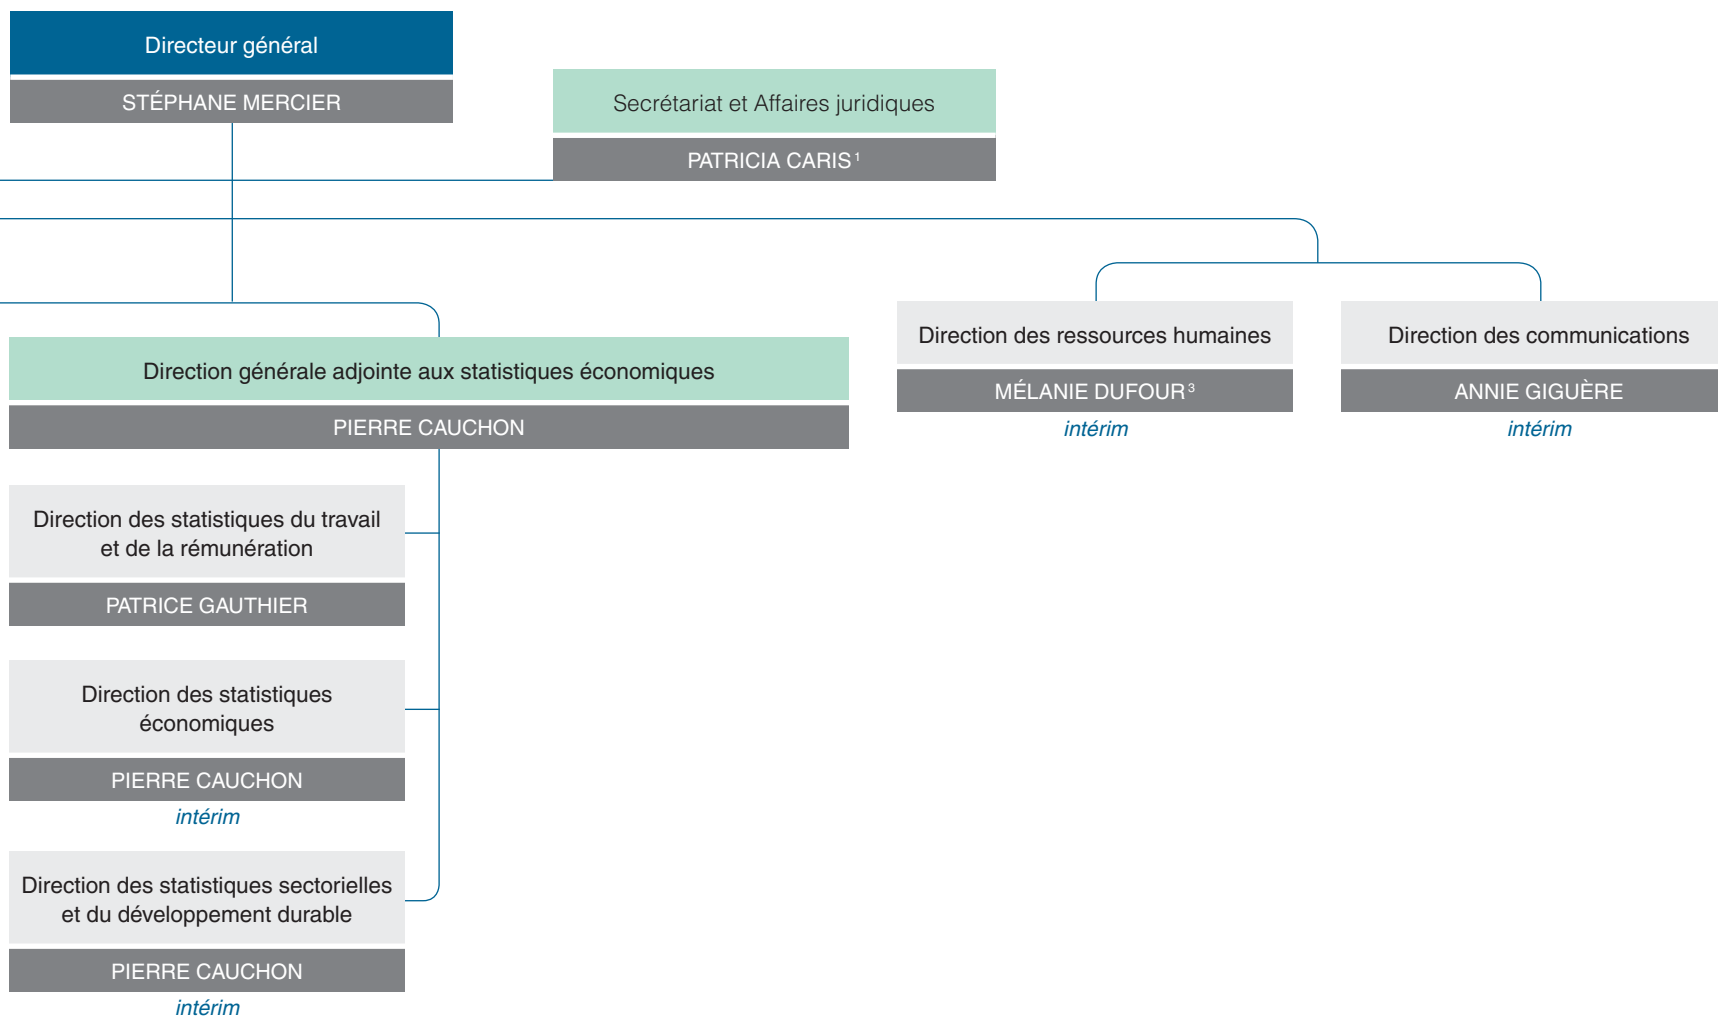 Directeur général
STÉPHANE MERCIER
Secrétariat et Affaires juridiques
PATRICIA CARIS¹
Direction des ressources humaines
MÉLANIE DUFOUR³
intérim
Direction des communications
ANNIE GIGUÈRE
intérim
Direction générale adjointe aux statistiques économiques
PIERRE CAUCHON
Direction des statistiques du travail
et de la rémunération
PATRICE GAUTHIER
Direction des statistiques
économiques
PIERRE CAUCHON
intérim
Direction des statistiques sectorielles
et du développement durable
PIERRE CAUCHON
intérim